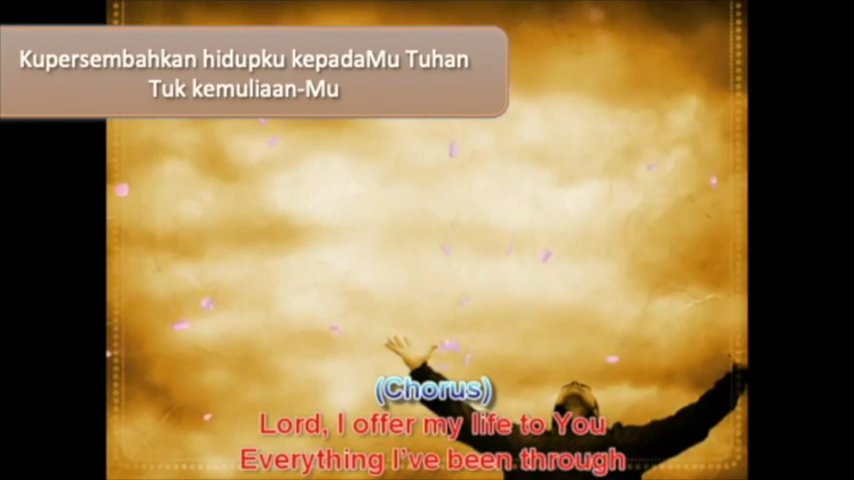 Kupersembahkan hidupku kepadaMu Tuhan
Tuk kemuliaan-Mu
(Chorus)
Lord, I offer my life to You
Everything I've been through